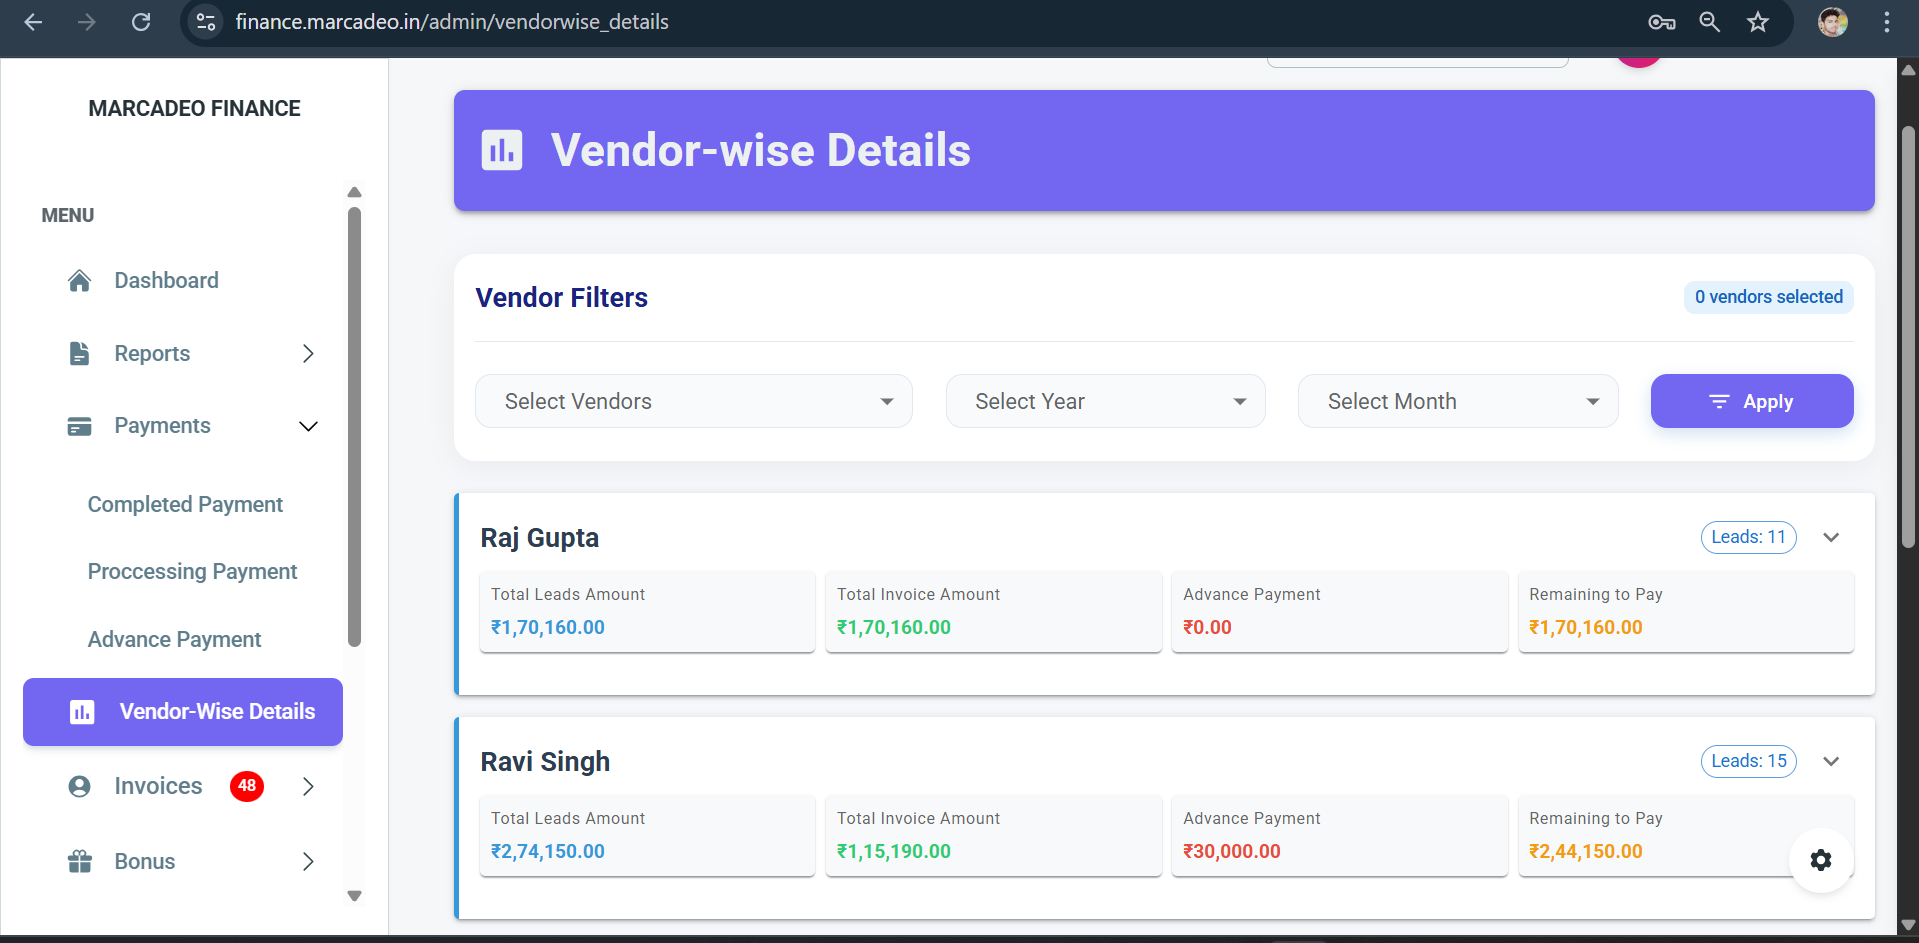 finance.marcadeo.in/admin/vendorwise_details
MARCADEO FINANCE
MENU
Dashboard
Reports
Payments
Completed Payment
Proccessing Payment
Advance Payment
Vendor-Wise Details
Invoices 48
Bonus
Vendor-wise Details
Vendor Filters
0 vendors selected
Select Vendors
Select Year
Select Month
Apply
Raj Gupta
Leads: 11
Total Leads Amount
₹1,70,160.00
Total Invoice Amount
₹1,70,160.00
Advance Payment
₹0.00
Remaining to Pay
₹1,70,160.00
Ravi Singh
Leads: 15
Total Leads Amount
₹2,74,150.00
Total Invoice Amount
₹1,15,190.00
Advance Payment
₹30,000.00
Remaining to Pay
₹2,44,150.00